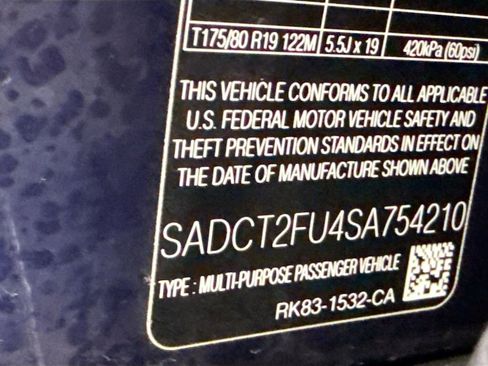 T175/80 R19 122M 5.5J x 19 420kPa (60psi)
THIS VEHICLE CONFORMS TO ALL APPLICABLE
U.S. FEDERAL MOTOR VEHICLE SAFETY AND
THEFT PREVENTION STANDARDS IN EFFECT ON
THE DATE OF MANUFACTURE SHOWN ABOVE
SADCT2FU4SA754210
TYPE : MULTI-PURPOSE PASSENGER VEHICLE
RK83-1532-CA